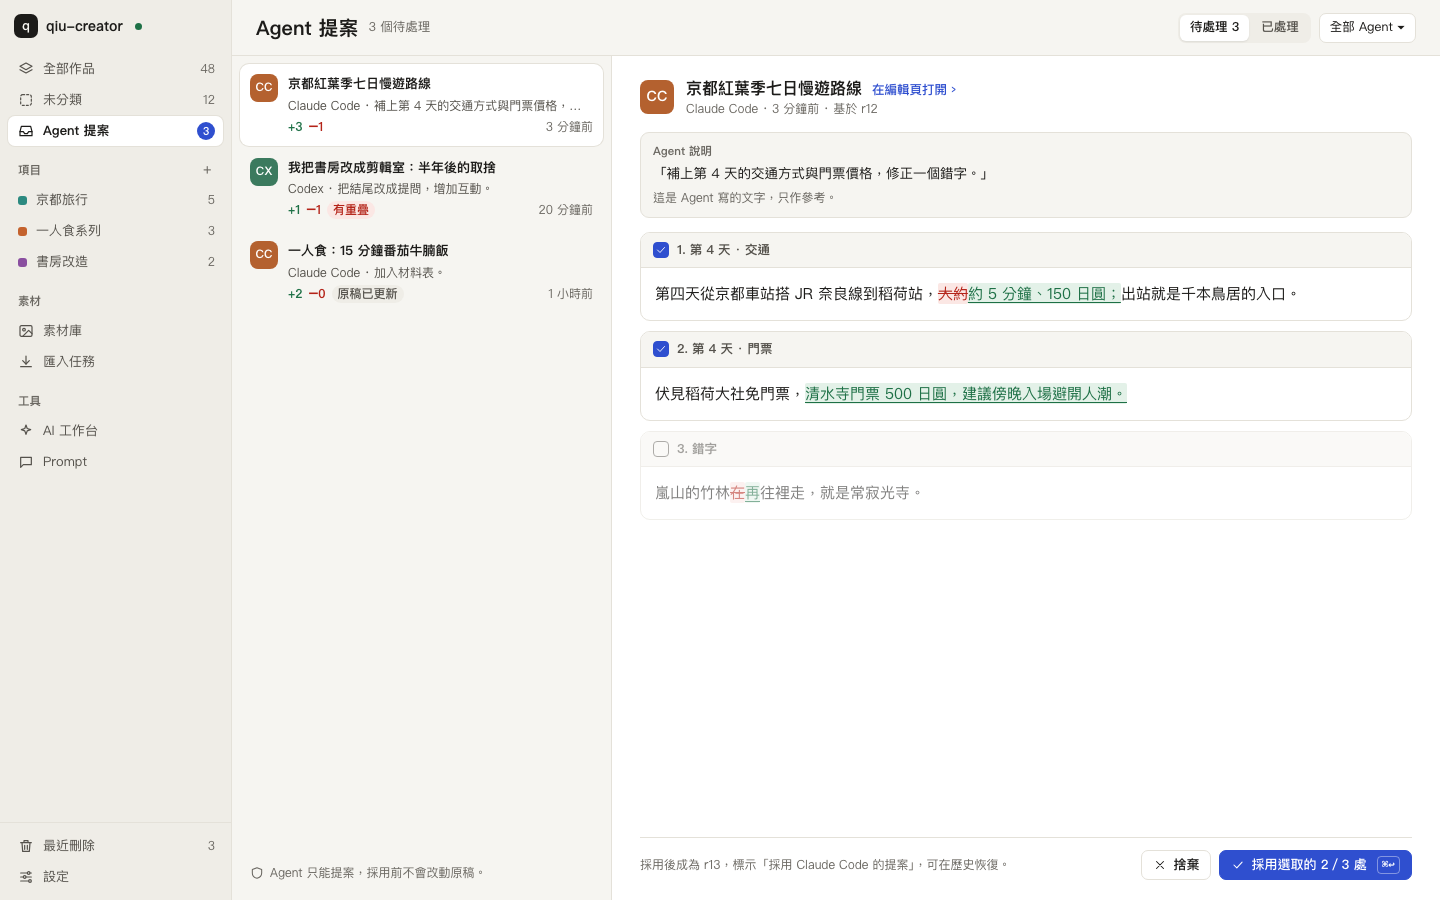 q qiu-creator
全部作品 48
未分類 12
Agent 提案 3
項目 +
京都旅行 5
一人食系列 3
書房改造 2
素材
素材庫
匯入任務
工具
AI 工作台
Prompt
最近刪除 3
設定
Agent 提案 3 個待處理
待處理 3 已處理 全部 Agent
CC 京都紅葉季七日慢遊路線
Claude Code · 補上第 4 天的交通方式與門票價格，…
+3 −1 3 分鐘前
CX 我把書房改成剪輯室：半年後的取捨
Codex · 把結尾改成提問，增加互動。
+1 −1 有重疊 20 分鐘前
CC 一人食：15 分鐘番茄牛腩飯
Claude Code · 加入材料表。
+2 −0 原稿已更新 1 小時前
Agent 只能提案，採用前不會改動原稿。
CC 京都紅葉季七日慢遊路線 在編輯頁打開 ›
Claude Code · 3 分鐘前 · 基於 r12
Agent 說明
「補上第 4 天的交通方式與門票價格，修正一個錯字。」
這是 Agent 寫的文字，只作參考。
1. 第 4 天 · 交通
第四天從京都車站搭 JR 奈良線到稻荷站，大約約 5 分鐘、150 日圓；出站就是千本鳥居的入口。
2. 第 4 天 · 門票
伏見稻荷大社免門票，清水寺門票 500 日圓，建議傍晚入場避開人潮。
3. 錯字
嵐山的竹林在再往裡走，就是常寂光寺。
採用後成為 r13，標示「採用 Claude Code 的提案」，可在歷史恢復。
捨棄 採用選取的 2 / 3 處 ⌘↩